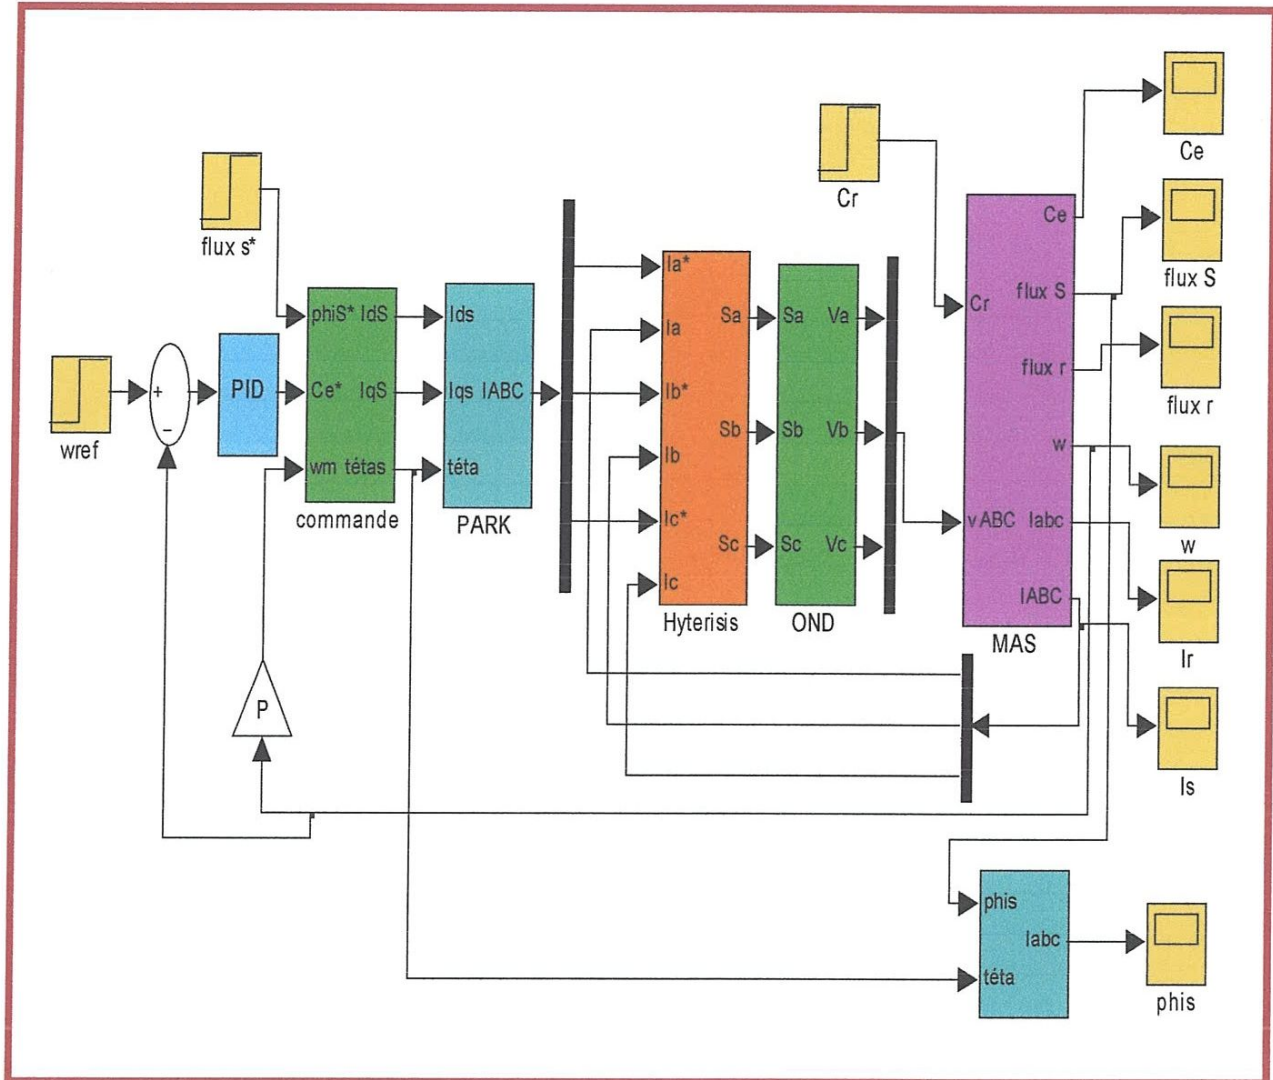 Ce
Cr
flux s*
flux S
flux r
wref
+
−
PID
phiS* IdS
Ce* IqS
wm tétas
commande
Ids
Iqs IABC
téta
PARK
Ia*
Ia
Ib*
Ib
Ic*
Ic
Sa
Sb
Sc
Hyterisis
Sa Va
Sb Vb
Sc Vc
OND
Ce
flux S
Cr
flux r
w
vABC Iabc
IABC
MAS
w
Ir
Is
P
phis
Iabc
téta
phis